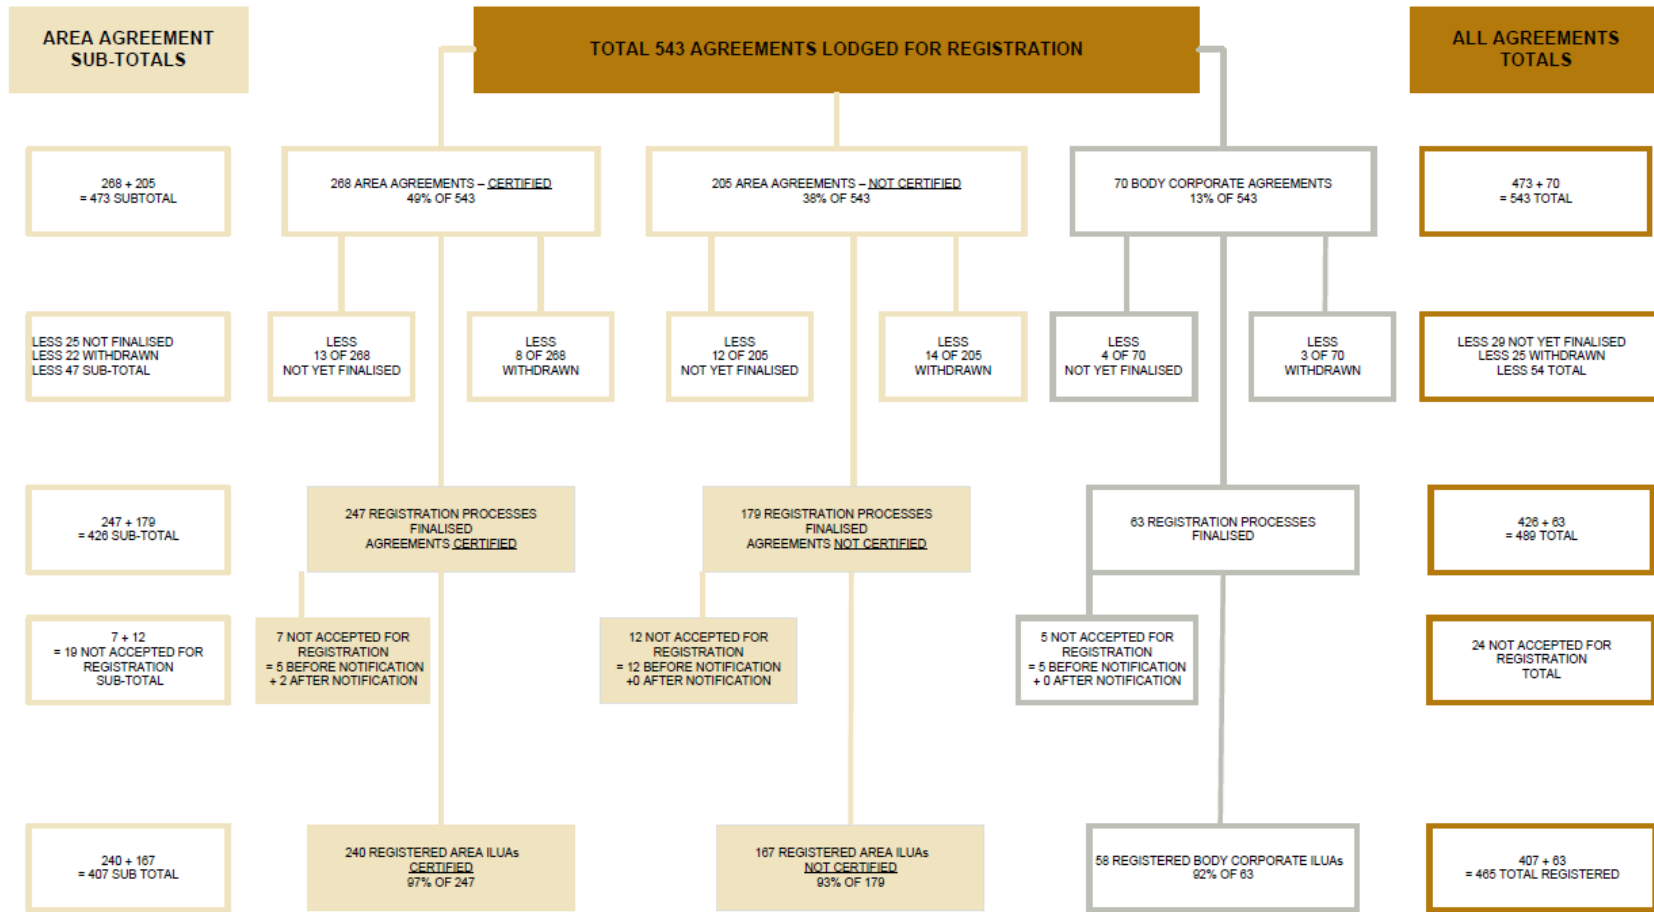 AREA AGREEMENT
SUB-TOTALS
TOTAL 543 AGREEMENTS LODGED FOR REGISTRATION
ALL AGREEMENTS
TOTALS
268 + 205
= 473 SUBTOTAL
268 AREA AGREEMENTS – CERTIFIED
49% OF 543
205 AREA AGREEMENTS – NOT CERTIFIED
38% OF 543
70 BODY CORPORATE AGREEMENTS
13% OF 543
473 + 70
= 543 TOTAL
LESS 25 NOT FINALISED
LESS 22 WITHDRAWN
LESS 47 SUB-TOTAL
LESS
13 OF 268
NOT YET FINALISED
LESS
8 OF 268
WITHDRAWN
LESS
12 OF 205
NOT YET FINALISED
LESS
14 OF 205
WITHDRAWN
LESS
4 OF 70
NOT YET FINALISED
LESS
3 OF 70
WITHDRAWN
LESS 29 NOT YET FINALISED
LESS 25 WITHDRAWN
LESS 54 TOTAL
247 + 179
= 426 SUB-TOTAL
247 REGISTRATION PROCESSES
FINALISED
AGREEMENTS CERTIFIED
179 REGISTRATION PROCESSES
FINALISED
AGREEMENTS NOT CERTIFIED
63 REGISTRATION PROCESSES
FINALISED
426 + 63
= 489 TOTAL
7 + 12
= 19 NOT ACCEPTED FOR
REGISTRATION
SUB-TOTAL
7 NOT ACCEPTED FOR
REGISTRATION
= 5 BEFORE NOTIFICATION
+ 2 AFTER NOTIFICATION
12 NOT ACCEPTED FOR
REGISTRATION
= 12 BEFORE NOTIFICATION
+0 AFTER NOTIFICATION
5 NOT ACCEPTED FOR
REGISTRATION
= 5 BEFORE NOTIFICATION
+ 0 AFTER NOTIFICATION
24 NOT ACCEPTED FOR
REGISTRATION
TOTAL
240 + 167
= 407 SUB TOTAL
240 REGISTERED AREA ILUAs
CERTIFIED
97% OF 247
167 REGISTERED AREA ILUAs
NOT CERTIFIED
93% OF 179
58 REGISTERED BODY CORPORATE ILUAs
92% OF 63
407 + 63
= 465 TOTAL REGISTERED